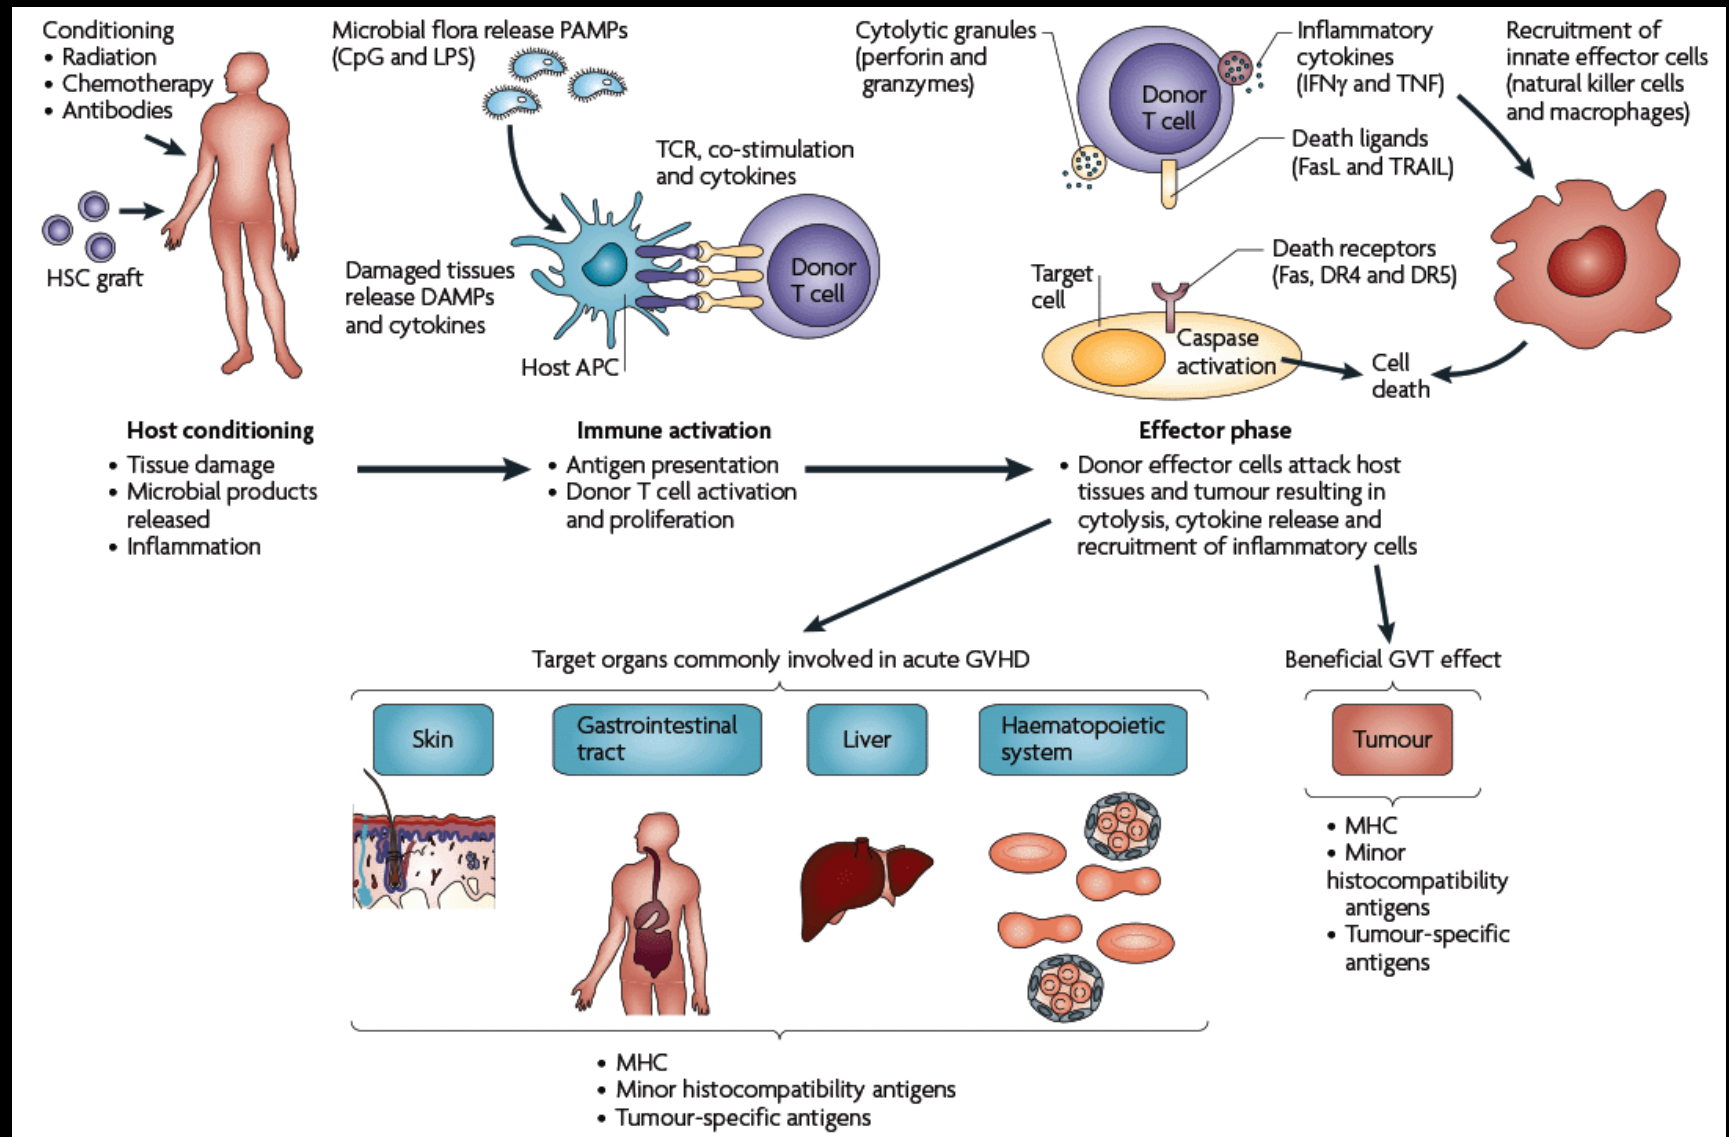 Conditioning
• Radiation
• Chemotherapy
• Antibodies
HSC graft
Microbial flora release PAMPs
(CpG and LPS)
TCR, co-stimulation
and cytokines
Damaged tissues
release DAMPs
and cytokines
Donor
T cell
Host APC
Cytolytic granules
(perforin and
granzymes)
Donor
T cell
Inflammatory
cytokines
(IFNγ and TNF)
Death ligands
(FasL and TRAIL)
Recruitment of
innate effector cells
(natural killer cells
and macrophages)
Death receptors
(Fas, DR4 and DR5)
Target
cell
Caspase
activation
Cell
death
Host conditioning
• Tissue damage
• Microbial products
released
• Inflammation
Immune activation
• Antigen presentation
• Donor T cell activation
and proliferation
Effector phase
• Donor effector cells attack host
tissues and tumour resulting in
cytolysis, cytokine release and
recruitment of inflammatory cells
Target organs commonly involved in acute GVHD
Beneficial GVT effect
Skin
Gastrointestinal
tract
Liver
Haematopoietic
system
Tumour
• MHC
• Minor
histocompatibility
antigens
• Tumour-specific
antigens
• MHC
• Minor histocompatibility antigens
• Tumour-specific antigens